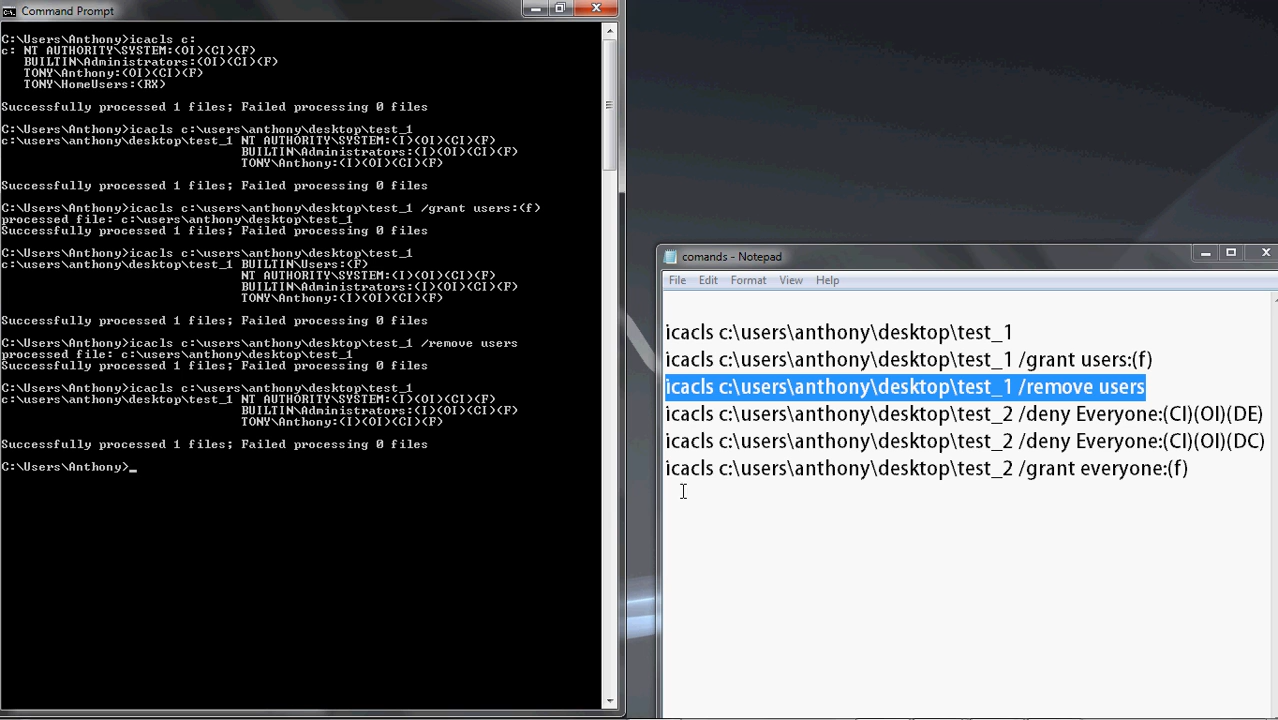 Command Prompt
C:\Users\Anthony>icacls c:
c: NT AUTHORITY\SYSTEM:(OI)(CI)(F)
BUILTIN\Administrators:(OI)(CI)(F)
TONY\Anthony:(OI)(CI)(F)
TONY\HomeUsers:(RX)
Successfully processed 1 files; Failed processing 0 files
C:\Users\Anthony>icacls c:\users\anthony\desktop\test_1
c:\users\anthony\desktop\test_1 NT AUTHORITY\SYSTEM:(I)(OI)(CI)(F)
BUILTIN\Administrators:(I)(OI)(CI)(F)
TONY\Anthony:(I)(OI)(CI)(F)
Successfully processed 1 files; Failed processing 0 files
C:\Users\Anthony>icacls c:\users\anthony\desktop\test_1 /grant users:(f)
processed file: c:\users\anthony\desktop\test_1
Successfully processed 1 files; Failed processing 0 files
C:\Users\Anthony>icacls c:\users\anthony\desktop\test_1
c:\users\anthony\desktop\test_1 BUILTIN\Users:(F)
NT AUTHORITY\SYSTEM:(I)(OI)(CI)(F)
BUILTIN\Administrators:(I)(OI)(CI)(F)
TONY\Anthony:(I)(OI)(CI)(F)
Successfully processed 1 files; Failed processing 0 files
C:\Users\Anthony>icacls c:\users\anthony\desktop\test_1 /remove users
processed file: c:\users\anthony\desktop\test_1
Successfully processed 1 files; Failed processing 0 files
C:\Users\Anthony>icacls c:\users\anthony\desktop\test_1
c:\users\anthony\desktop\test_1 NT AUTHORITY\SYSTEM:(I)(OI)(CI)(F)
BUILTIN\Administrators:(I)(OI)(CI)(F)
TONY\Anthony:(I)(OI)(CI)(F)
Successfully processed 1 files; Failed processing 0 files
C:\Users\Anthony>_
comands - Notepad
File Edit Format View Help
icacls c:\users\anthony\desktop\test_1
icacls c:\users\anthony\desktop\test_1 /grant users:(f)
icacls c:\users\anthony\desktop\test_1 /remove users
icacls c:\users\anthony\desktop\test_2 /deny Everyone:(CI)(OI)(DE)
icacls c:\users\anthony\desktop\test_2 /deny Everyone:(CI)(OI)(DC)
icacls c:\users\anthony\desktop\test_2 /grant everyone:(f)